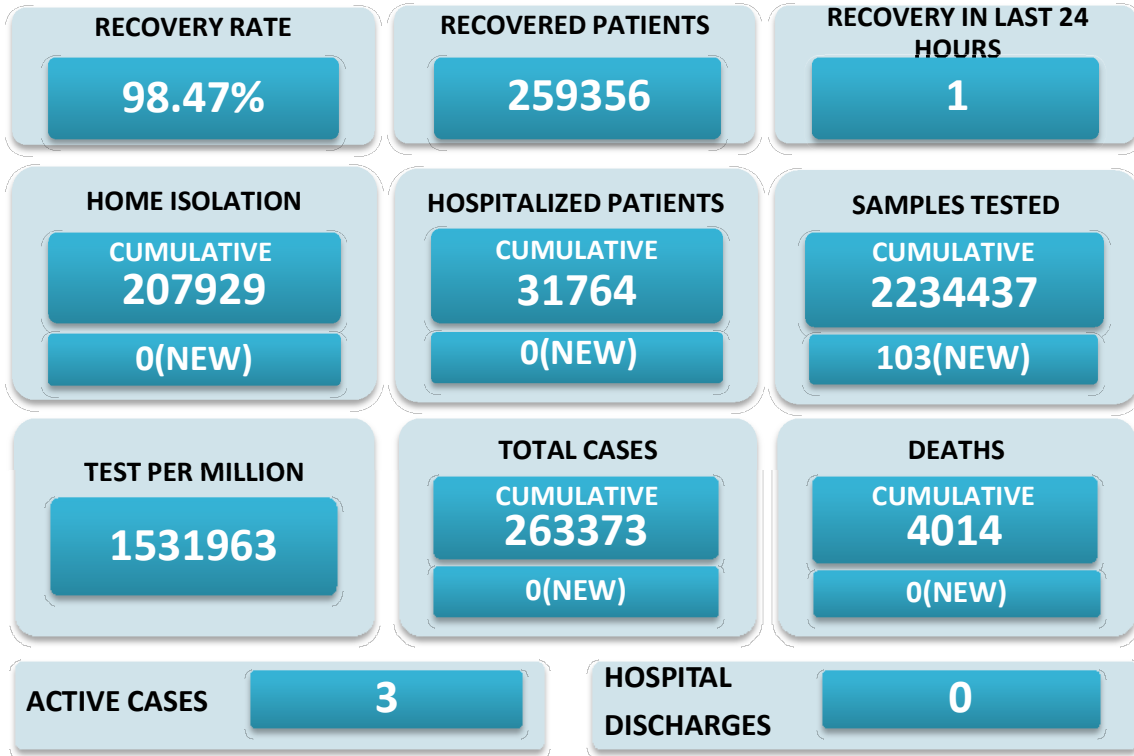 RECOVERY RATE
98.47%
RECOVERED PATIENTS
259356
RECOVERY IN LAST 24
HOURS
1
HOME ISOLATION
CUMULATIVE
207929
0(NEW)
HOSPITALIZED PATIENTS
CUMULATIVE
31764
0(NEW)
SAMPLES TESTED
CUMULATIVE
2234437
103(NEW)
TEST PER MILLION
1531963
TOTAL CASES
CUMULATIVE
263373
0(NEW)
DEATHS
CUMULATIVE
4014
0(NEW)
ACTIVE CASES
3
HOSPITAL
DISCHARGES
0